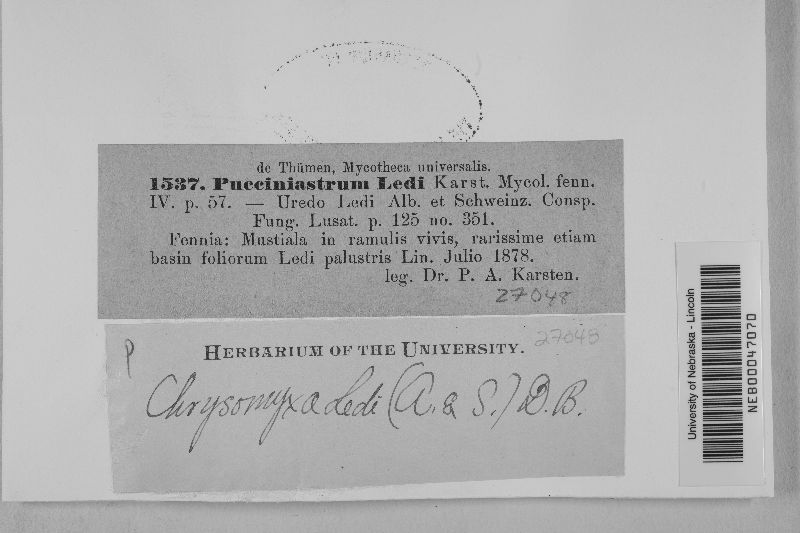 de Thümen, Mycotheca universalis.
1537. Pucciniastrum Ledi Karst. Mycol. fenn.
IV. p. 57. — Uredo Ledi Alb. et Schweinz. Consp.
Fung. Lusat. p. 125 no. 351.
Fennia: Mustiala in ramulis vivis, rarissime etiam
basin foliorum Ledi palustris Lin. Julio 1878.
leg. Dr. P. A. Karsten.
27048
27048
P
HERBARIUM OF THE UNIVERSITY.
Chrysomyxa Ledi (A. & S.) D.B.
University of Nebraska - Lincoln
NEB00047070